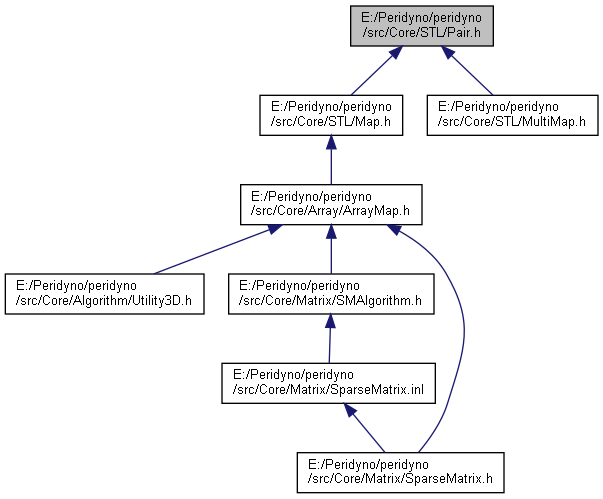 E:/Peridyno/peridyno
/src/Core/STL/Pair.h
E:/Peridyno/peridyno
/src/Core/STL/Map.h
E:/Peridyno/peridyno
/src/Core/STL/MultiMap.h
E:/Peridyno/peridyno
/src/Core/Array/ArrayMap.h
E:/Peridyno/peridyno
/src/Core/Algorithm/Utility3D.h
E:/Peridyno/peridyno
/src/Core/Matrix/SMAlgorithm.h
E:/Peridyno/peridyno
/src/Core/Matrix/SparseMatrix.inl
E:/Peridyno/peridyno
/src/Core/Matrix/SparseMatrix.h